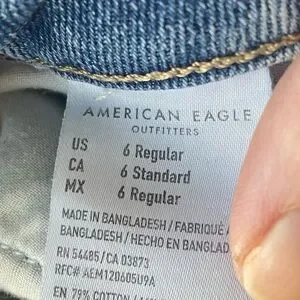 AMERICAN EAGLE
OUTFITTERS
US 6 Regular
CA 6 Standard
MX 6 Regular
MADE IN BANGLADESH / FABRIQUÉ A
BANGLADESH / HECHO EN BANGLAD
RN 54485/CA 03873
RFC# AEM120605U9A
EN 79% COTTON /